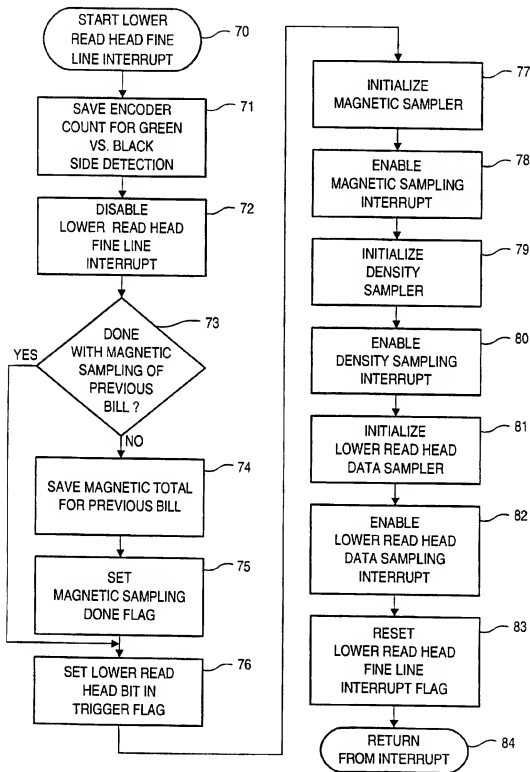 START LOWER
READ HEAD FINE
LINE INTERRUPT
70
SAVE ENCODER
COUNT FOR GREEN
VS. BLACK
SIDE DETECTION
71
DISABLE
LOWER READ HEAD
FINE LINE
INTERRUPT
72
DONE
WITH MAGNETIC
SAMPLING OF
PREVIOUS
BILL ?
73
YES
NO
SAVE MAGNETIC TOTAL
FOR PREVIOUS BILL
74
SET
MAGNETIC SAMPLING
DONE FLAG
75
SET LOWER READ
HEAD BIT IN
TRIGGER FLAG
76
INITIALIZE
MAGNETIC SAMPLER
77
ENABLE
MAGNETIC SAMPLING
INTERRUPT
78
INITIALIZE
DENSITY
SAMPLER
79
ENABLE
DENSITY SAMPLING
INTERRUPT
80
INITIALIZE
LOWER READ HEAD
DATA SAMPLER
81
ENABLE
LOWER READ HEAD
DATA SAMPLING
INTERRUPT
82
RESET
LOWER READ HEAD
FINE LINE
INTERRUPT FLAG
83
RETURN
FROM INTERRUPT
84